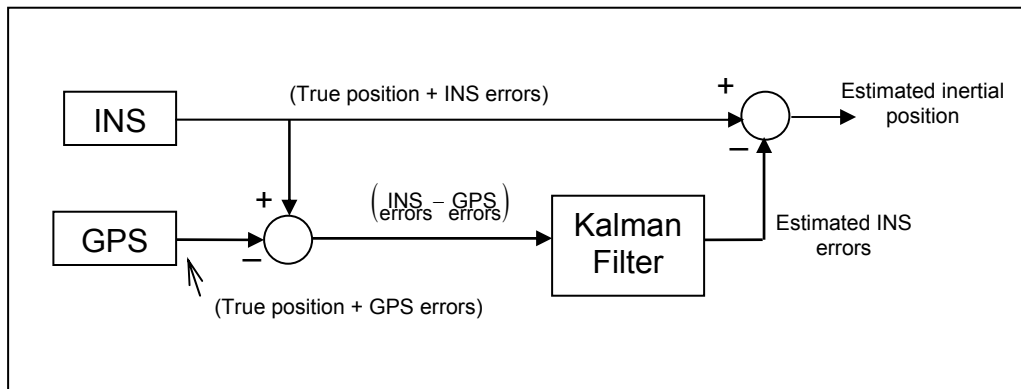 (True position + INS errors)
+
Estimated inertial
position
INS
−
+
(INS errors − GPS errors)
GPS
−
Kalman
Filter
Estimated INS
errors
(True position + GPS errors)